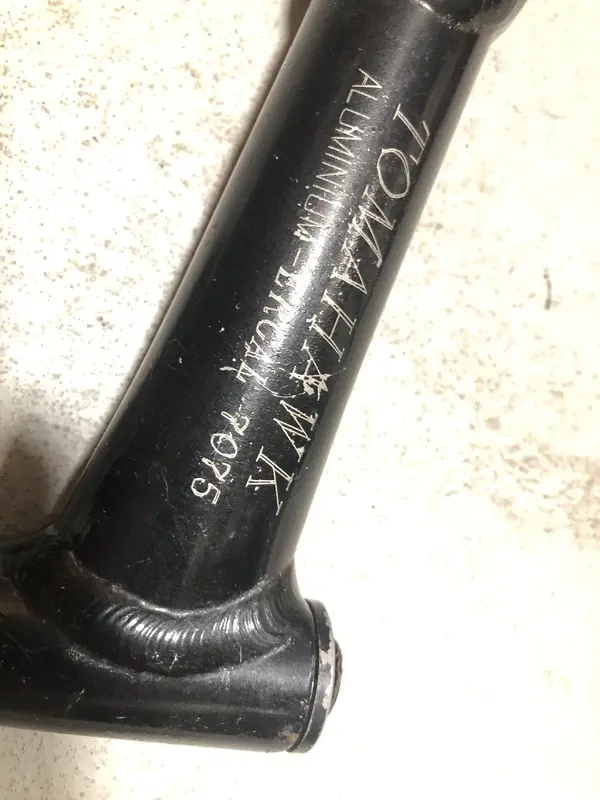 TOMAHAWK
ALUMINIUM - ERGAL 7075